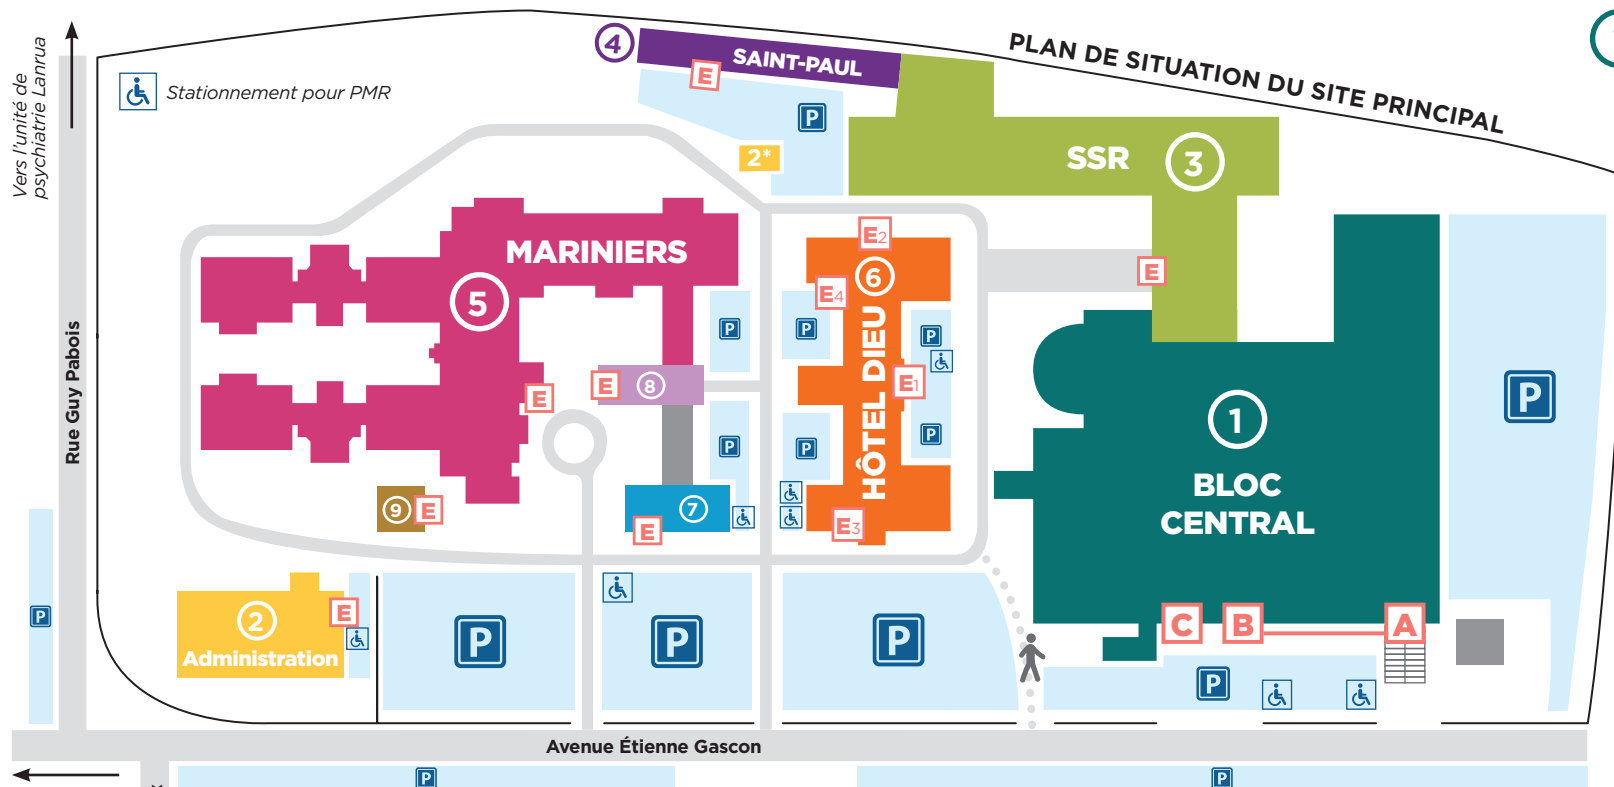 PLAN DE SITUATION DU SITE PRINCIPAL
Vers l'unité de
psychiatrie Lanrua
Stationnement pour PMR
4
SAINT-PAUL
E
P
2*
SSR
3
E
MARINIERS
5
E
E2
6
E4
HÔTEL DIEU
E1
E3
P
P
P
P
P
P
E
8
9
E
7
E
1
BLOC
CENTRAL
C
B
A
P
P
Rue Guy Pabois
P
2
Administration
E
P
P
P
Avenue Étienne Gascon
P
P